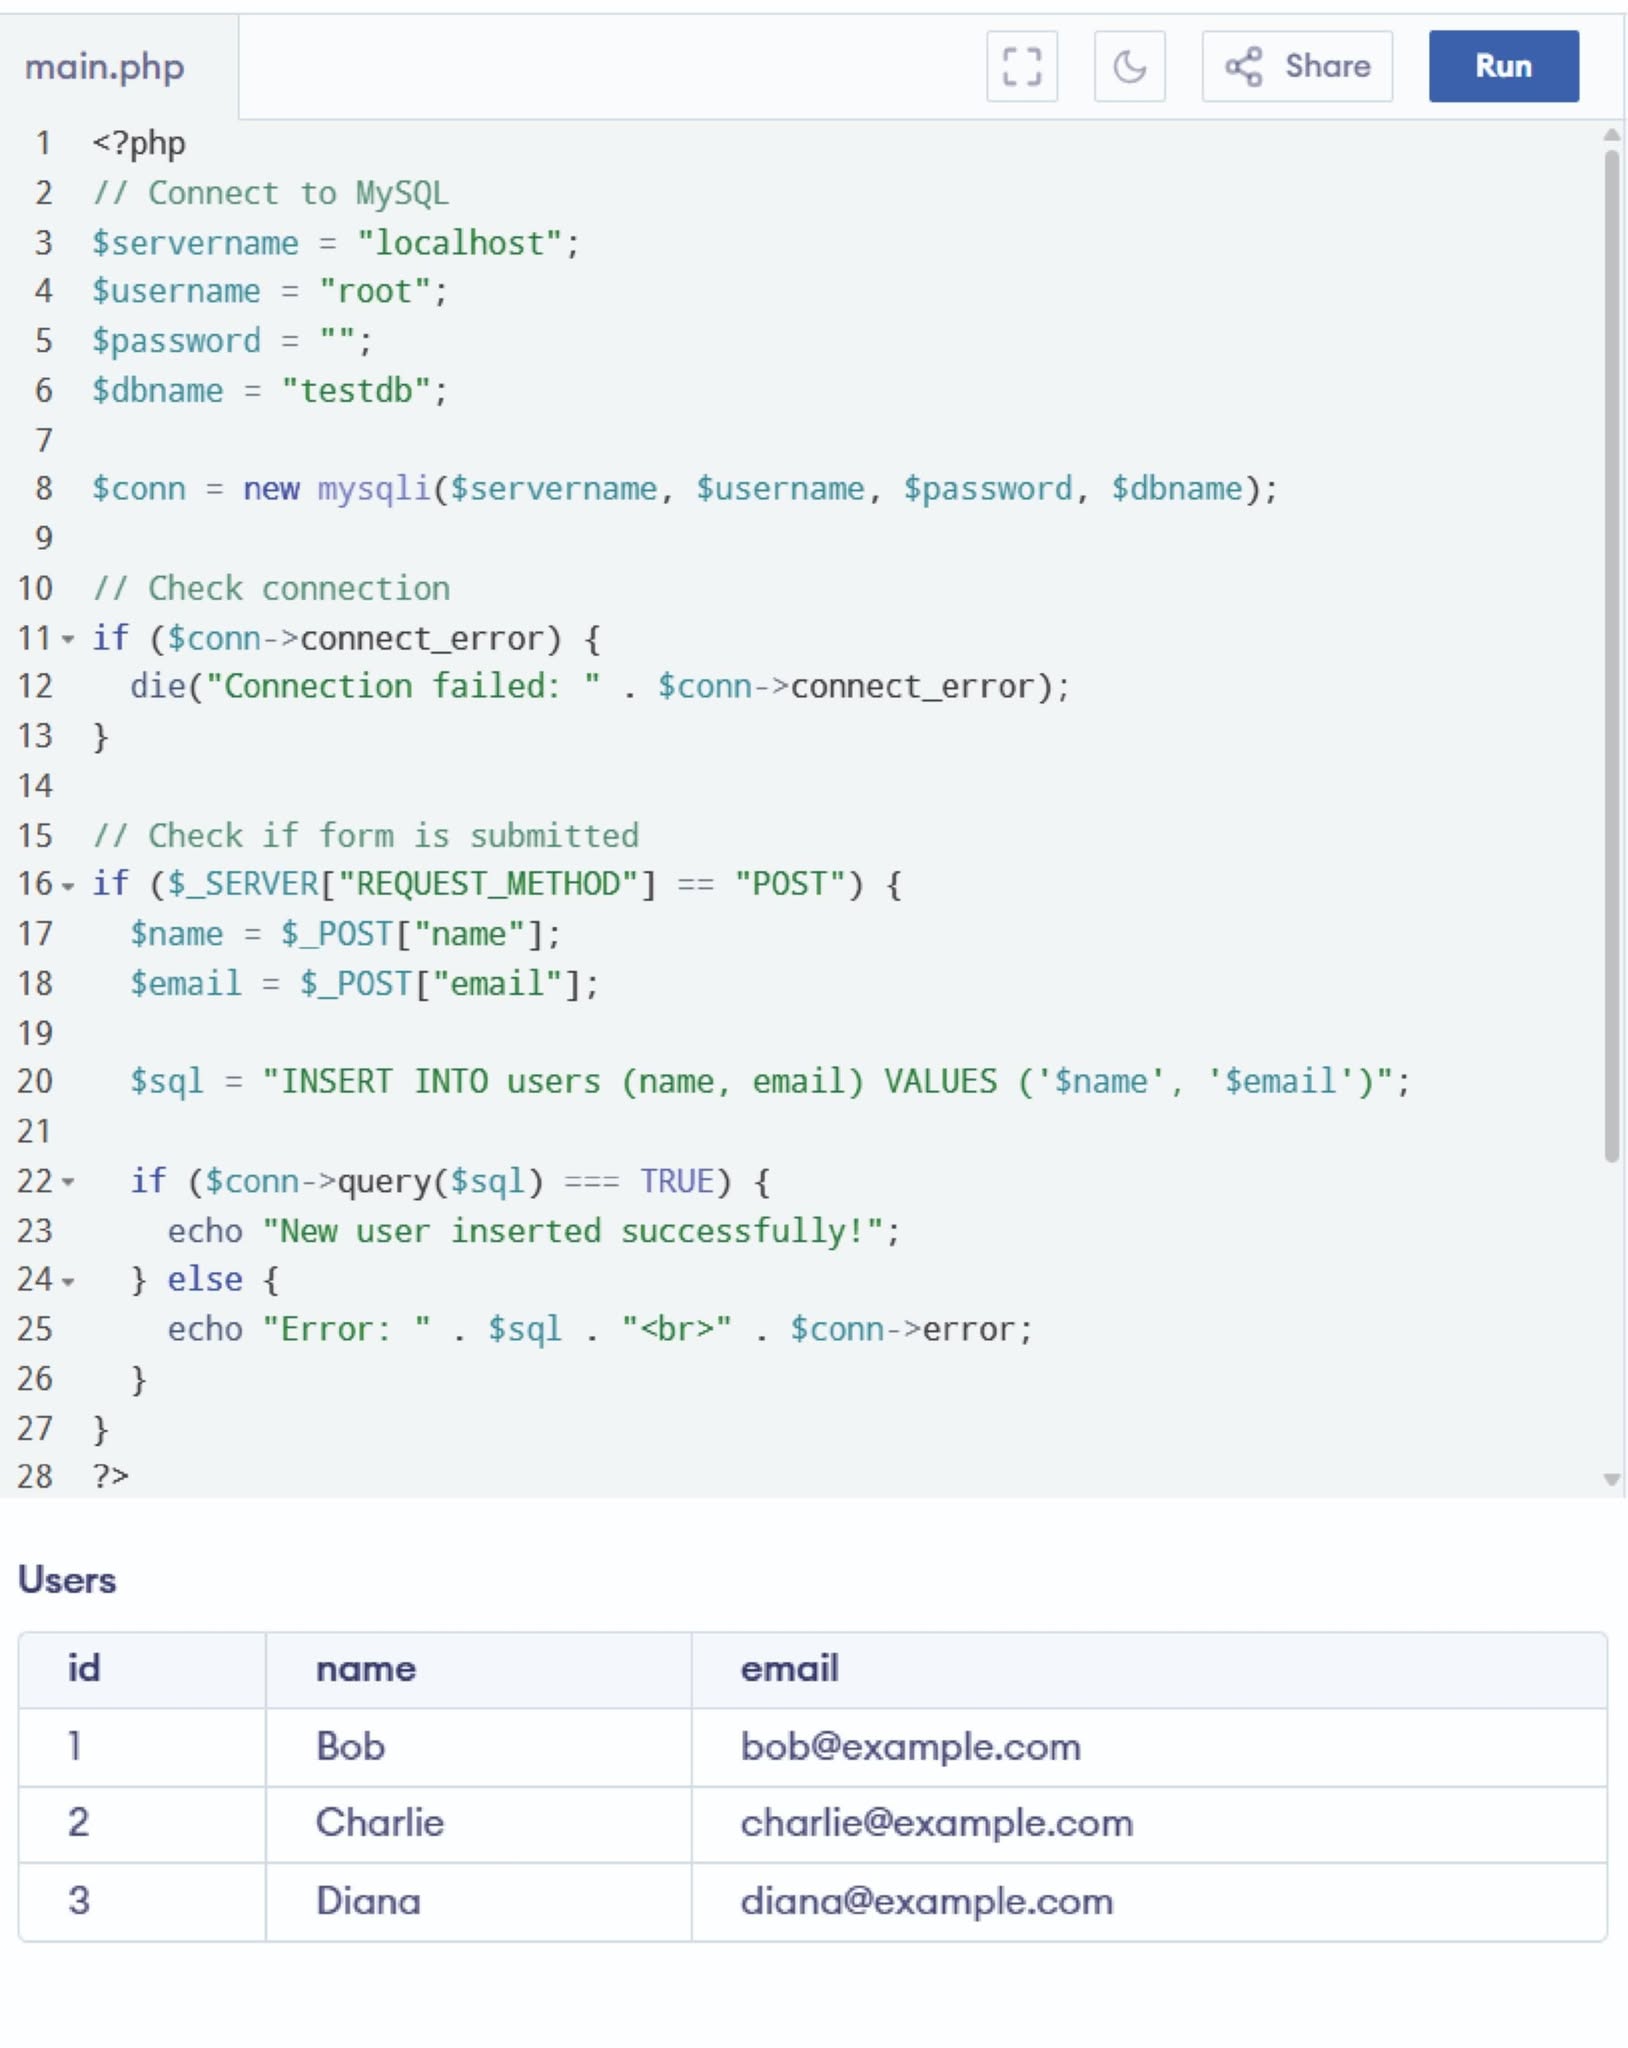 main.php Share Run
1 <?php
2 // Connect to MySQL
3 $servername = "localhost";
4 $username = "root";
5 $password = "";
6 $dbname = "testdb";
7
8 $conn = new mysqli($servername, $username, $password, $dbname);
9
10 // Check connection
11 if ($conn->connect_error) {
12 die("Connection failed: " . $conn->connect_error);
13 }
14
15 // Check if form is submitted
16 if ($_SERVER["REQUEST_METHOD"] == "POST") {
17 $name = $_POST["name"];
18 $email = $_POST["email"];
19
20 $sql = "INSERT INTO users (name, email) VALUES ('$name', '$email')";
21
22 if ($conn->query($sql) === TRUE) {
23 echo "New user inserted successfully!";
24 } else {
25 echo "Error: " . $sql . "<br>" . $conn->error;
26 }
27 }
28 ?>
Users
id name email
1 Bob bob@example.com
2 Charlie charlie@example.com
3 Diana diana@example.com